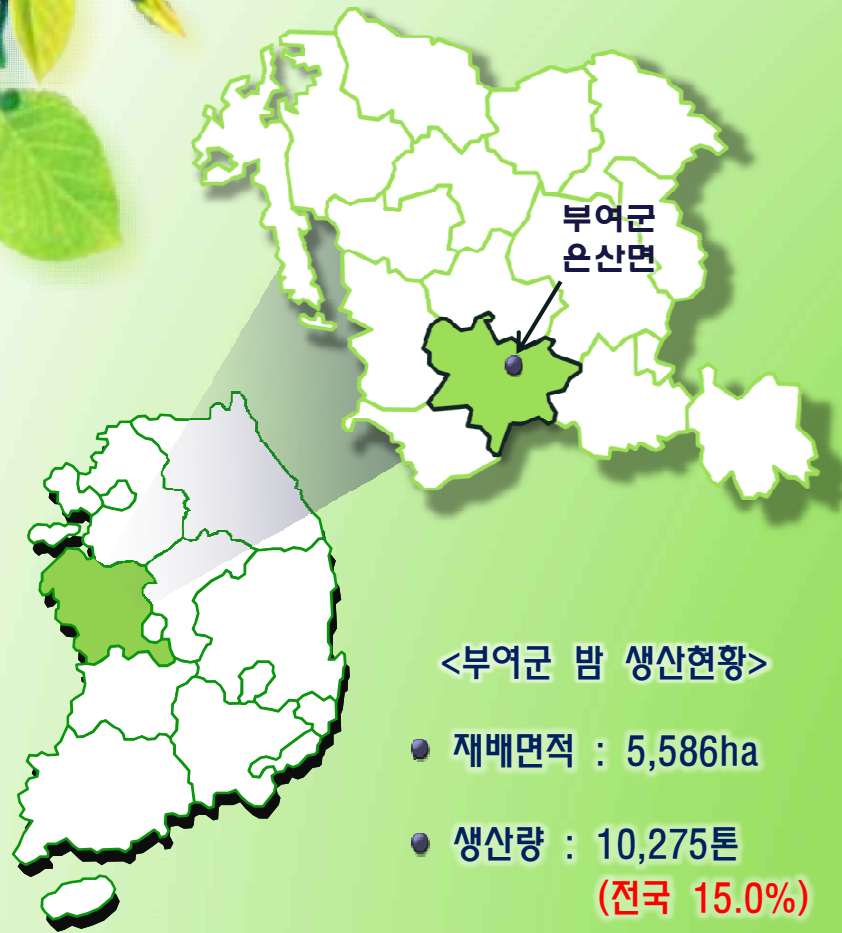 부여군
은산면
<부여군 밤 생산현황>
재배면적 : 5,586ha
생산량 : 10,275톤
(전국 15.0%)